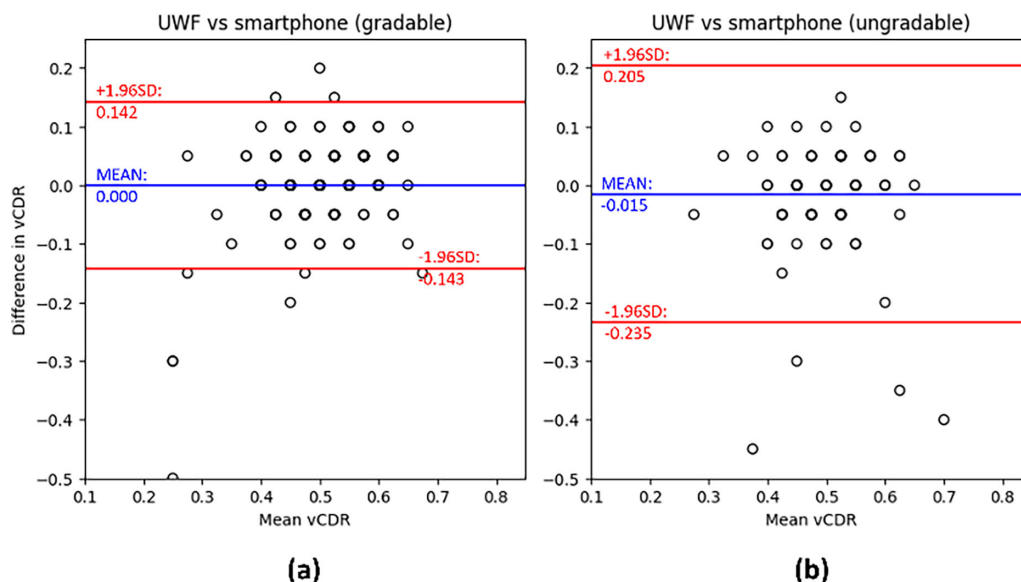 UWF vs smartphone (gradable)
Difference in vCDR
0.2
0.1
0.0
−0.1
−0.2
−0.3
−0.4
−0.5
+1.96SD:
0.142
MEAN:
0.000
-1.96SD:
-0.143
0.1 0.2 0.3 0.4 0.5 0.6 0.7 0.8
Mean vCDR
(a)
UWF vs smartphone (ungradable)
0.2
0.1
0.0
−0.1
−0.2
−0.3
−0.4
−0.5
+1.96SD:
0.205
MEAN:
-0.015
-1.96SD:
-0.235
0.1 0.2 0.3 0.4 0.5 0.6 0.7 0.8
Mean vCDR
(b)